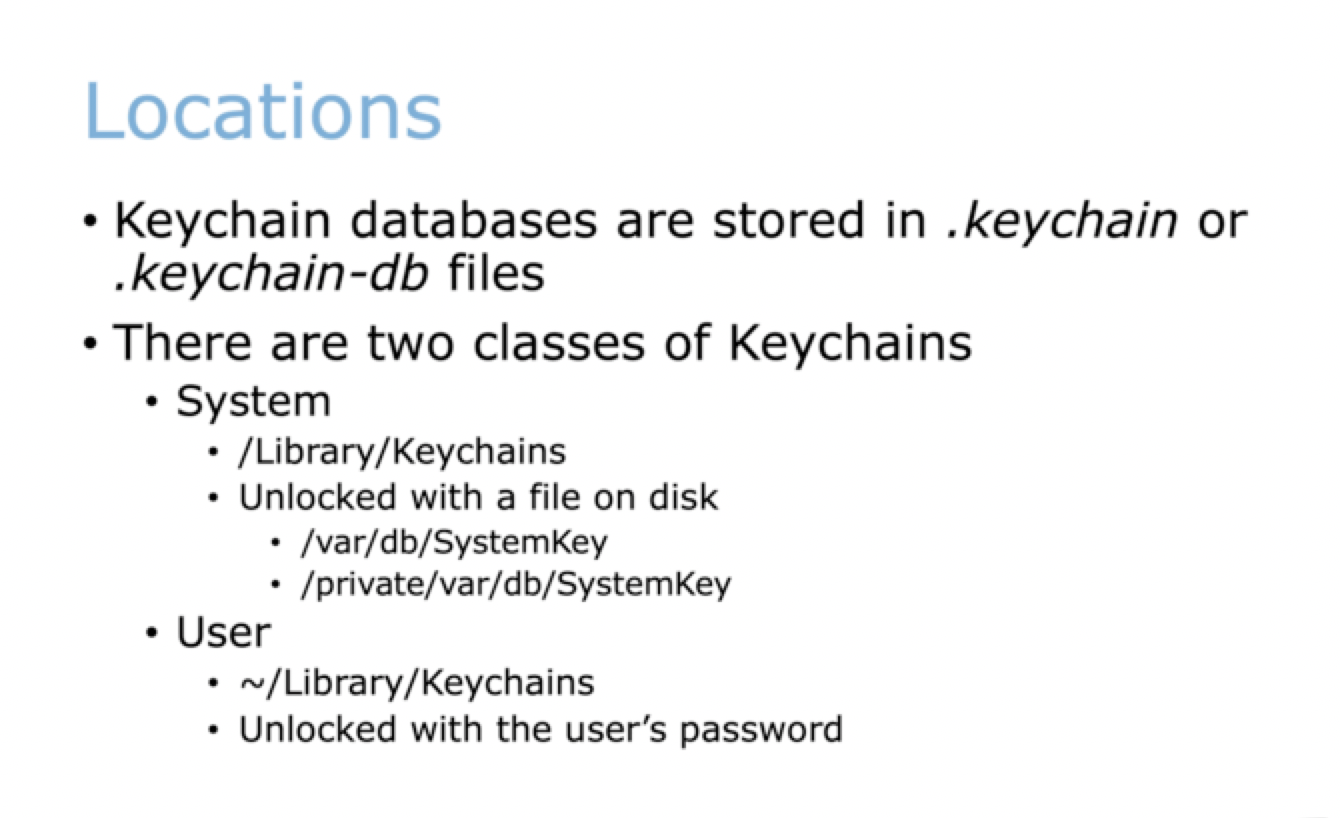 Locations
• Keychain databases are stored in .keychain or
.keychain-db files
• There are two classes of Keychains
• System
• /Library/Keychains
• Unlocked with a file on disk
• /var/db/SystemKey
• /private/var/db/SystemKey
• User
• ~/Library/Keychains
• Unlocked with the user’s password